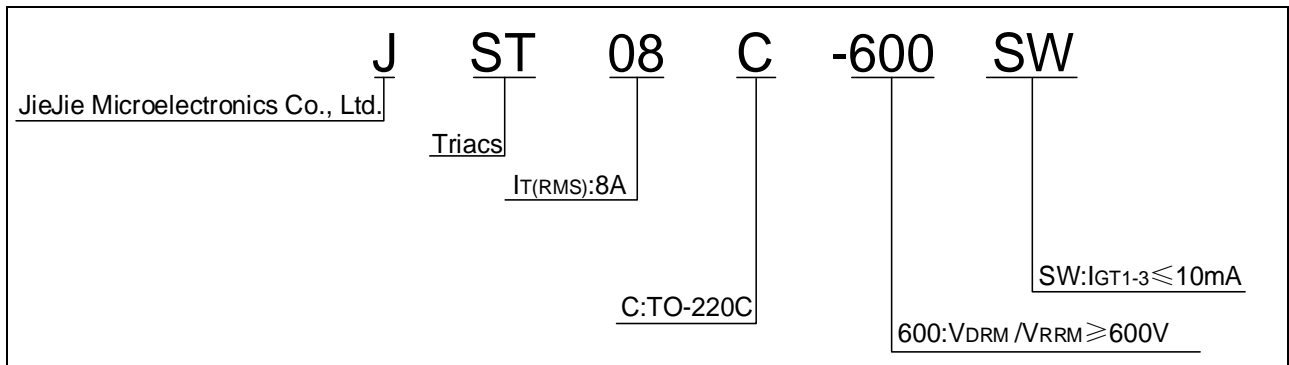 J ST 08 C -600 SW
JieJie Microelectronics Co., Ltd.
Triacs
IT(RMS):8A
SW:IGT1-3≤10mA
C:TO-220C
600:VDRM /VRRM≥600V